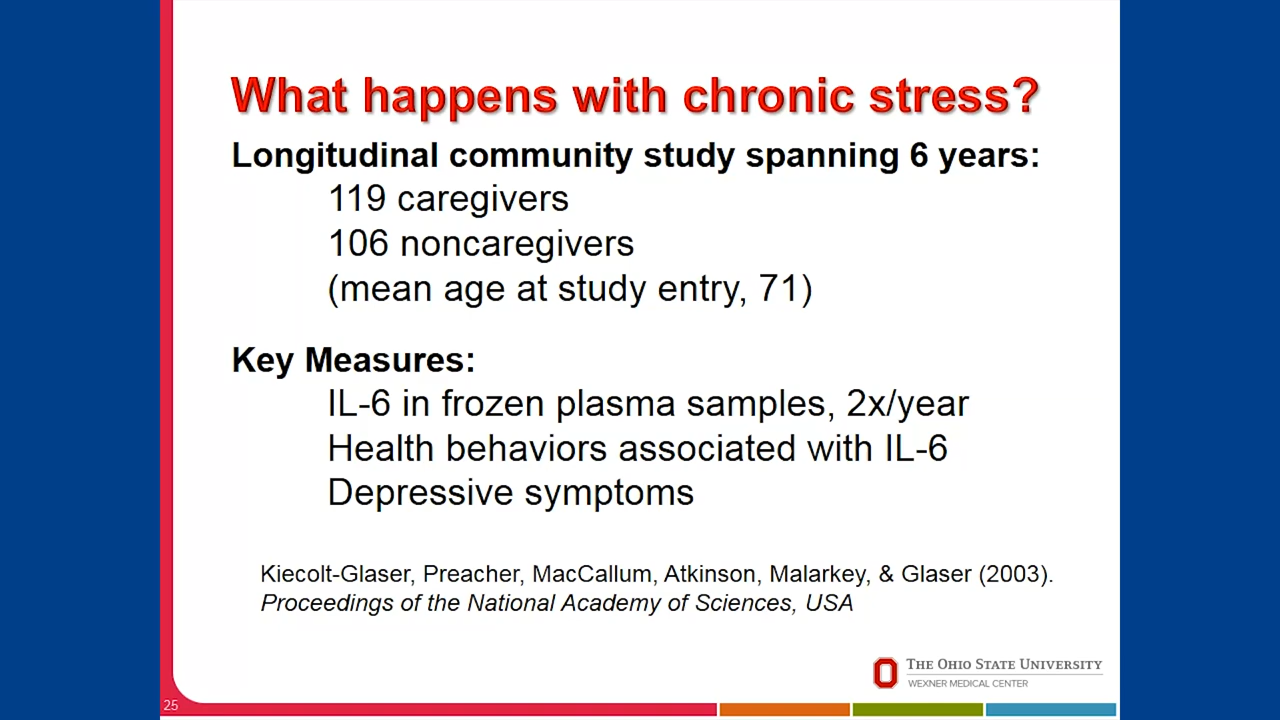 What happens with chronic stress?
Longitudinal community study spanning 6 years:
119 caregivers
106 noncaregivers
(mean age at study entry, 71)
Key Measures:
IL-6 in frozen plasma samples, 2x/year
Health behaviors associated with IL-6
Depressive symptoms
Kiecolt-Glaser, Preacher, MacCallum, Atkinson, Malarkey, & Glaser (2003).
Proceedings of the National Academy of Sciences, USA
THE OHIO STATE UNIVERSITY
WEXNER MEDICAL CENTER
25